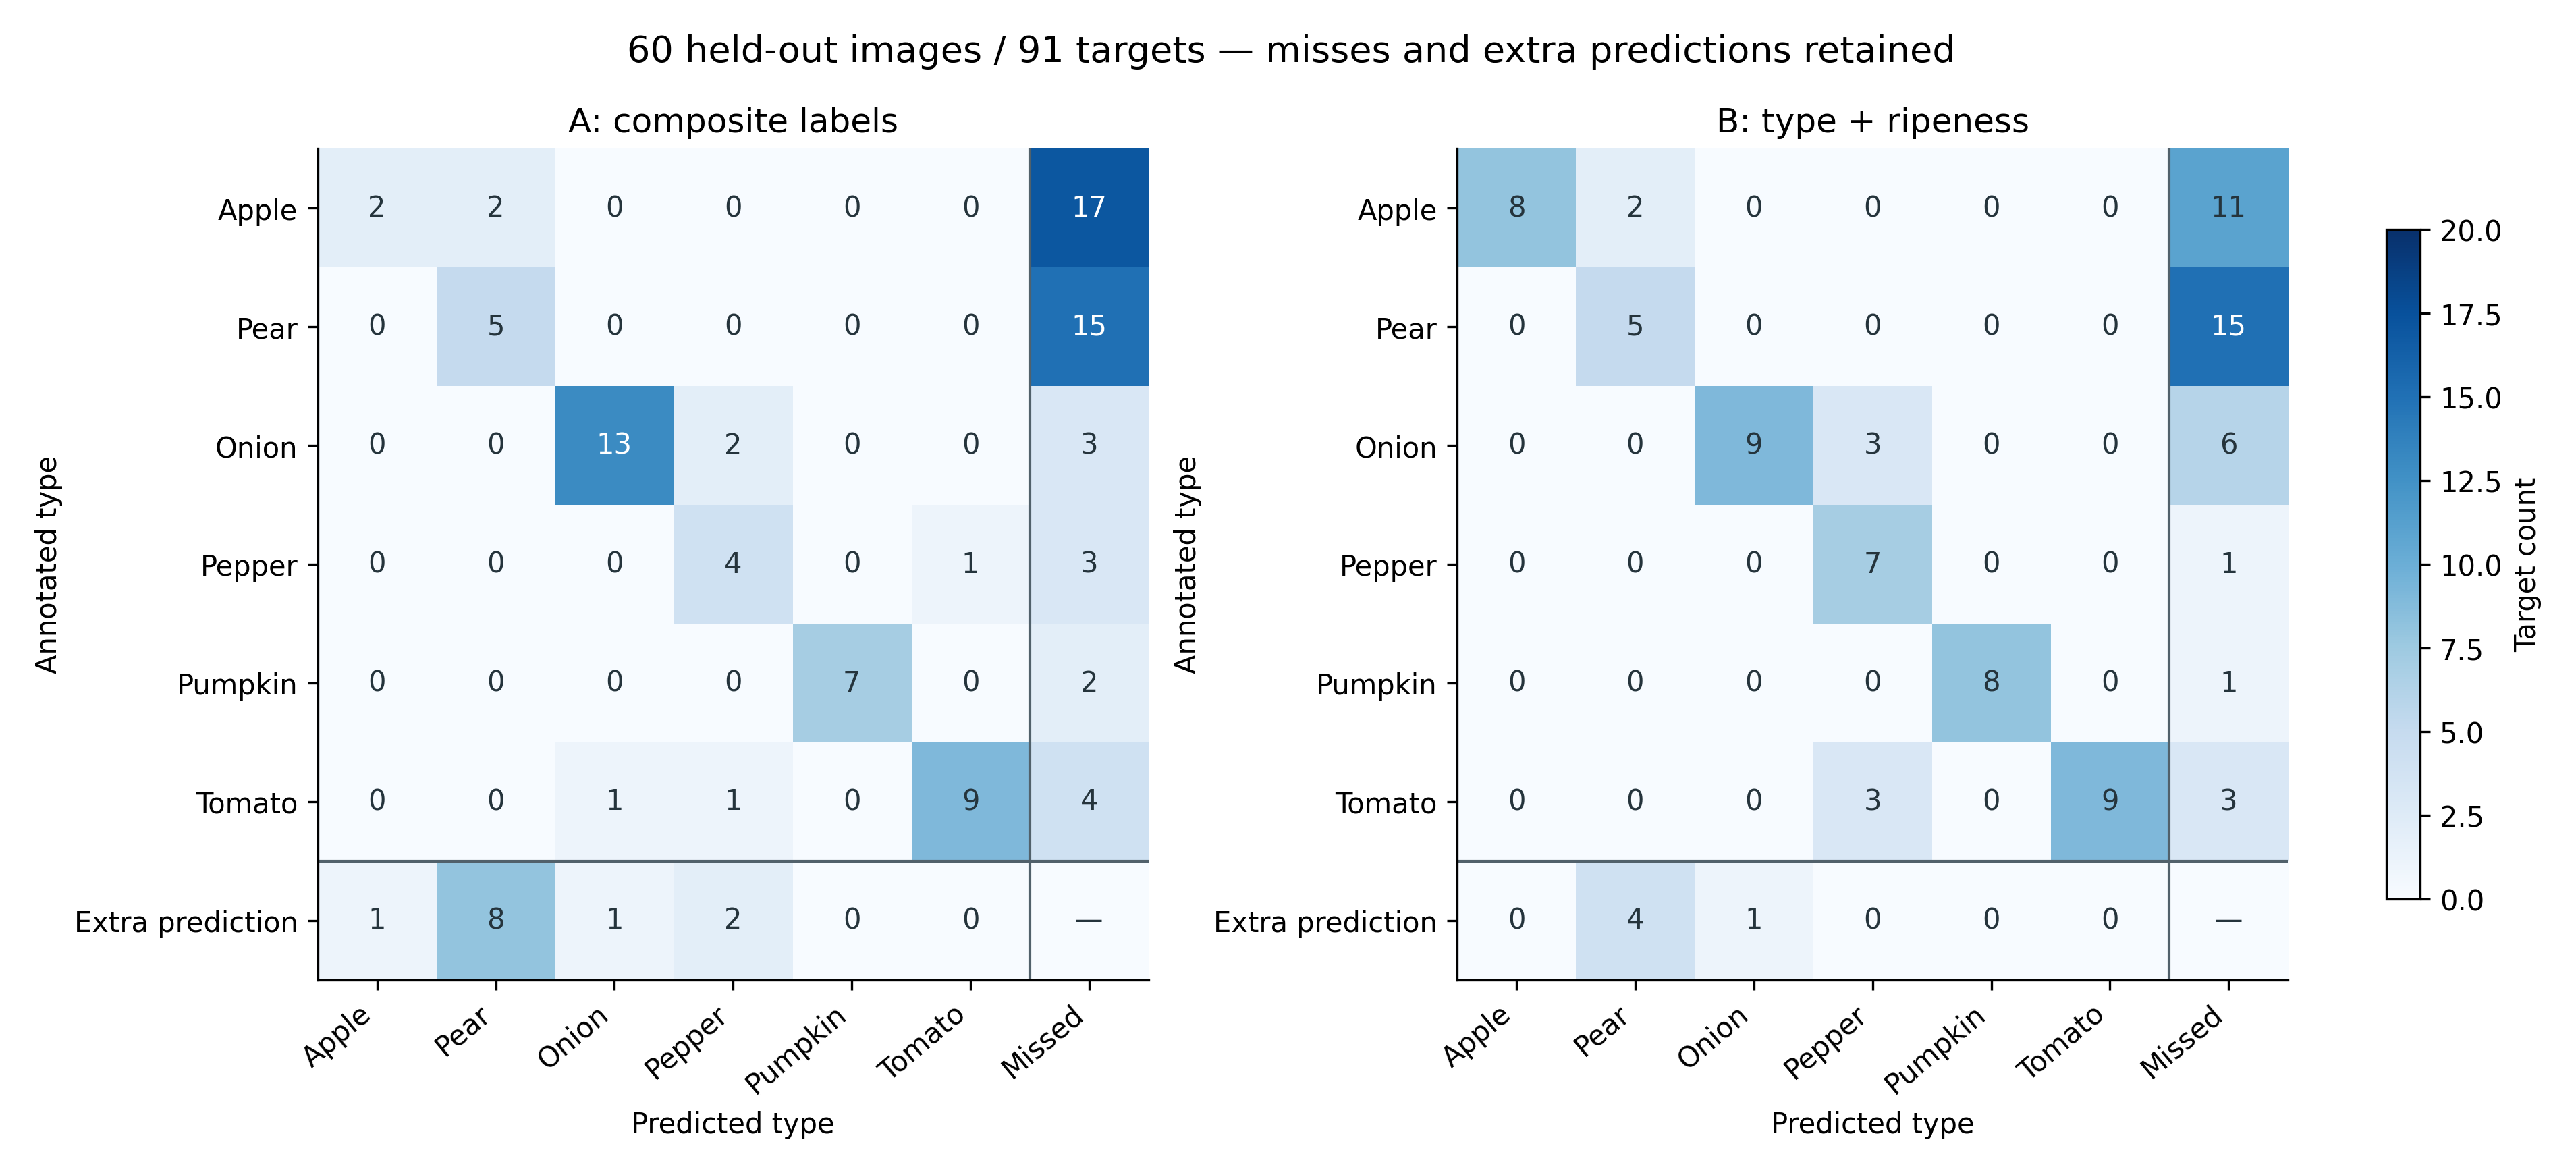 60 held-out images / 91 targets — misses and extra predictions retained
A: composite labels
Annotated type
Apple 2 2 0 0 0 0 17
Pear 0 5 0 0 0 0 15
Onion 0 0 13 2 0 0 3
Pepper 0 0 0 4 0 1 3
Pumpkin 0 0 0 0 7 0 2
Tomato 0 0 1 1 0 9 4
Extra prediction 1 8 1 2 0 0 —
Apple Pear Onion Pepper Pumpkin Tomato Missed
Predicted type
B: type + ripeness
Annotated type
Apple 8 2 0 0 0 0 11
Pear 0 5 0 0 0 0 15
Onion 0 0 9 3 0 0 6
Pepper 0 0 0 7 0 0 1
Pumpkin 0 0 0 0 8 0 1
Tomato 0 0 0 3 0 9 3
Extra prediction 0 4 1 0 0 0 —
Apple Pear Onion Pepper Pumpkin Tomato Missed
Predicted type
20.0
17.5
15.0
12.5
10.0
7.5
5.0
2.5
0.0
Target count